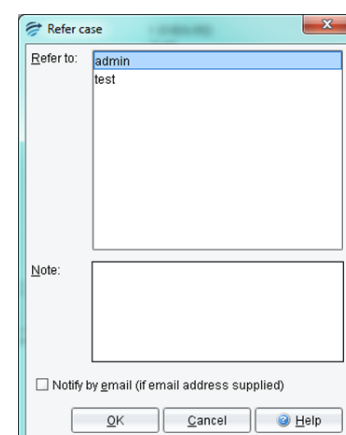 Refer case
Refer to:
admin
test
Note:
Notify by email (if email address supplied)
OK
Cancel
Help